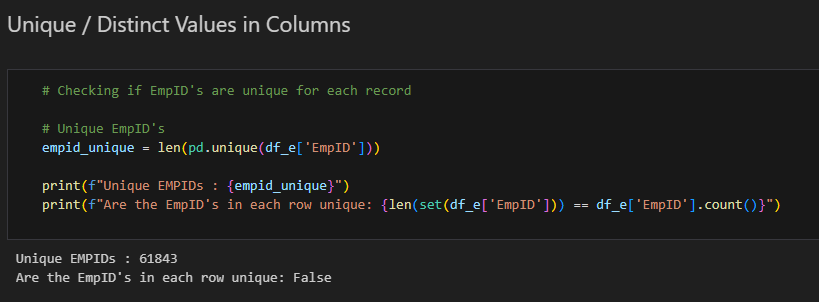 Unique / Distinct Values in Columns
# Checking if EmpID's are unique for each record
# Unique EmpID's
empid_unique = len(pd.unique(df_e['EmpID']))
print(f"Unique EMPIDs : {empid_unique}")
print(f"Are the EmpID's in each row unique: {len(set(df_e['EmpID'])) == df_e['EmpID'].count()}")
Unique EMPIDs : 61843
Are the EmpID's in each row unique: False